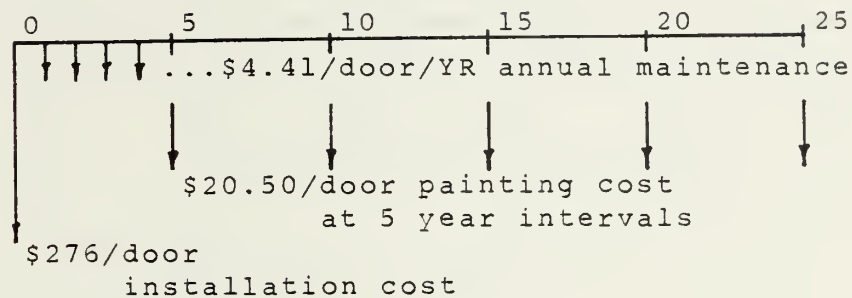 0 5 10 15 20 25
...$4.41/door/YR annual maintenance
$20.50/door painting cost
at 5 year intervals
$276/door
installation cost